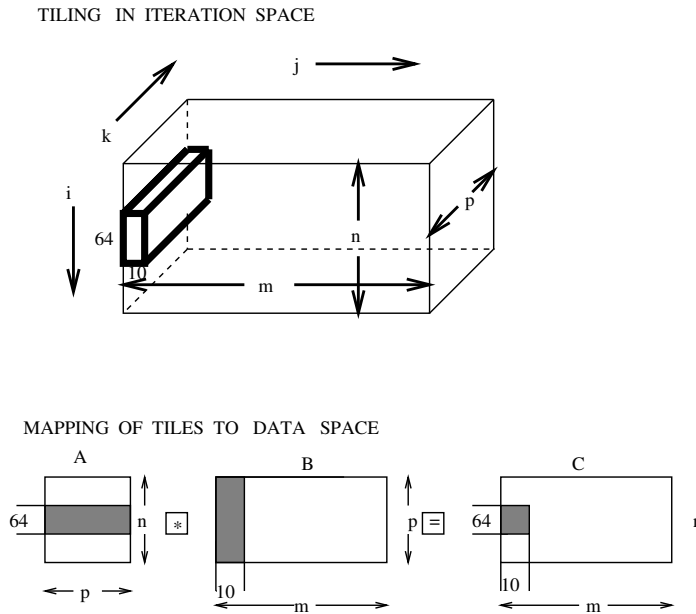 TILING IN ITERATION SPACE
j
k
i
p
64
n
10
m
MAPPING OF TILES TO DATA SPACE
A
B
C
64
n
*
p
=
64
p
10
m
10
m